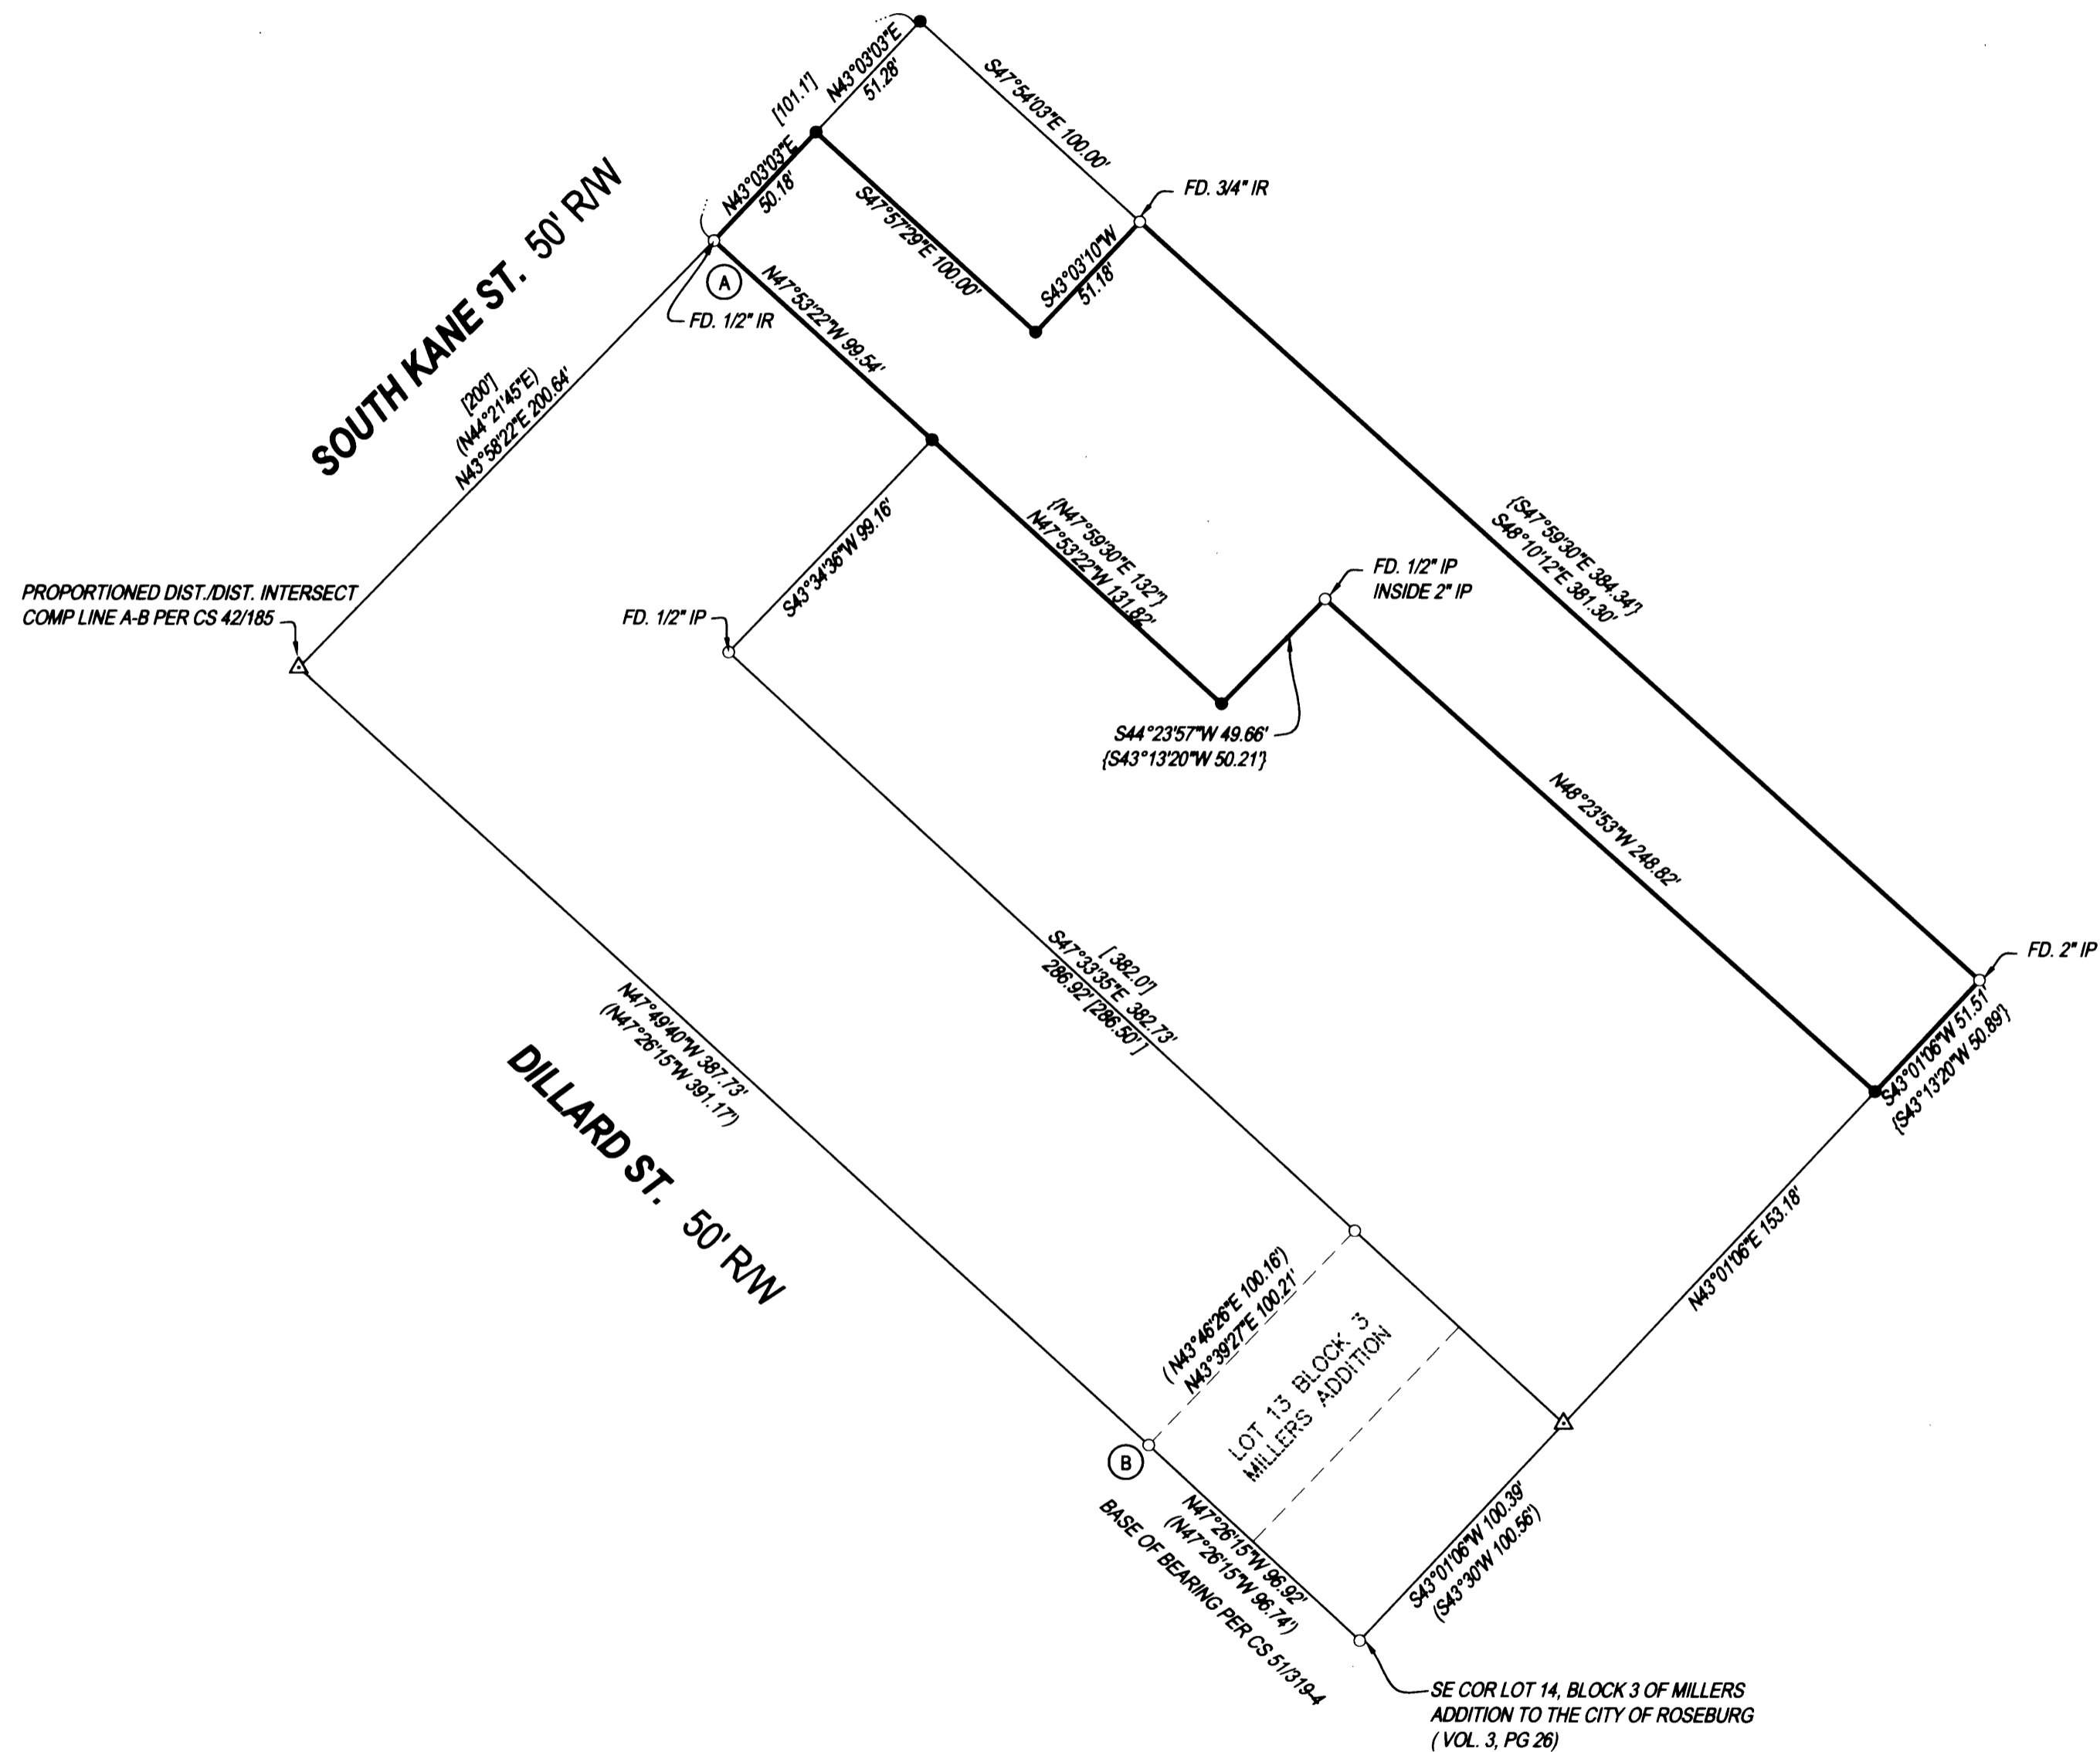 N43°03'03"E
51.28'
[101.1']
S47°54'03"E 100.00'
N43°03'03"E
50.18'
SOUTH KANE ST. 50' R/W
FD. 3/4" IR
S47°57'29"E 100.00'
S43°03'10"W
51.18'
A
FD. 1/2" IR
N47°53'22"W 99.54'
[200']
(N44°21'45"E)
N43°58'22"E 200.64'
{N47°59'30"E 132'}
N47°53'22"W 131.82'
{S47°59'30"E 384.34'}
S48°10'12"E 381.30'
S43°34'36"W 99.16'
PROPORTIONED DIST./DIST. INTERSECT
COMP LINE A-B PER CS 42/185
FD. 1/2" IP
FD. 1/2" IP
INSIDE 2" IP
S44°23'57"W 49.66'
{S43°13'20"W 50.21'}
N48°23'53"W 248.82'
FD. 2" IP
S43°01'06"W 51.51'
{S43°13'20"W 50.89'}
[382.0']
S47°33'35"E 382.73'
286.92' [286.50']
N47°49'40"W 387.73'
(N47°26'15"W 391.17')
DILLARD ST. 50' R/W
N43°01'06"E 153.18'
(N43°46'26"E 100.16')
N43°39'27"E 100.21'
LOT 13 BLOCK 3
MILLERS ADDITION
B
N47°26'15"W 96.92'
(N47°26'15"W 96.74')
BASE OF BEARING PER CS 51/319-4
S43°01'06"W 100.39'
(S43°30'W 100.56')
SE COR LOT 14, BLOCK 3 OF MILLERS
ADDITION TO THE CITY OF ROSEBURG
( VOL. 3, PG 26)